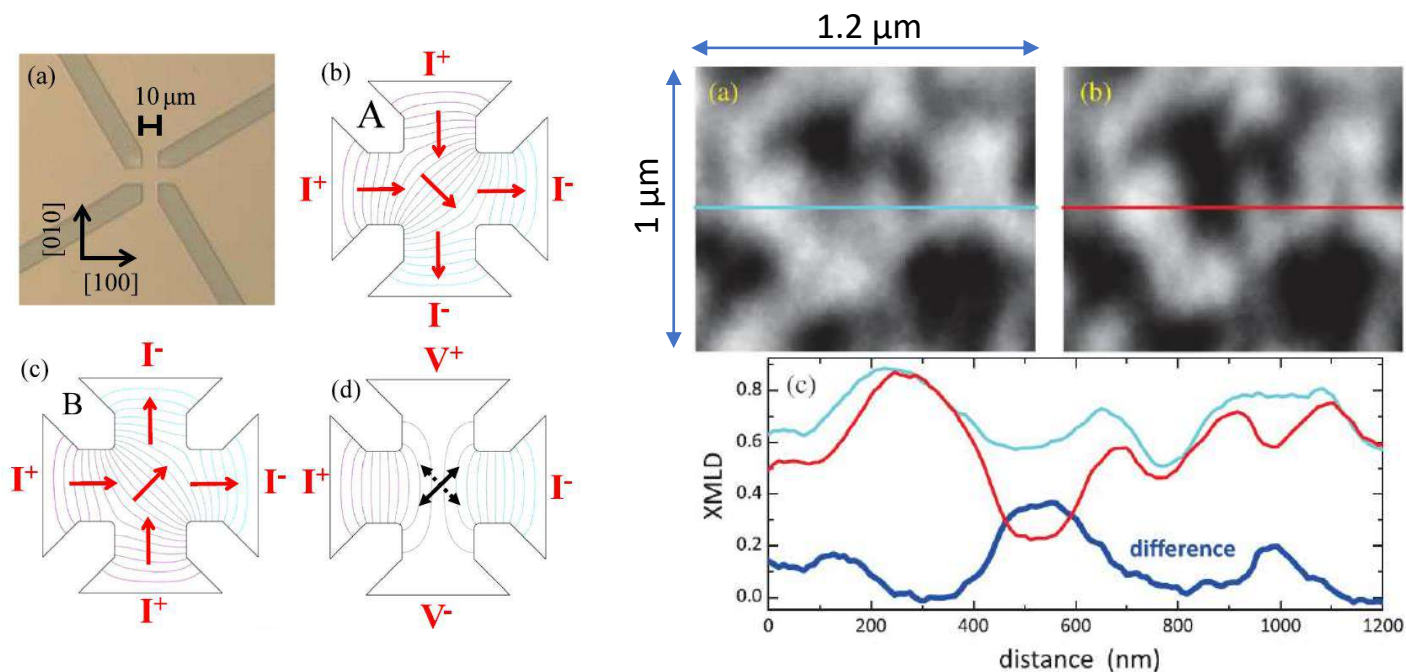 (a)
10 μm
[010]
[100]
(b)
I⁺
A
I⁺
I⁻
I⁻
(c)
I⁻
B
I⁺
I⁻
I⁺
(d)
V⁺
I⁺
I⁻
V⁻
1.2 μm
1 μm
(a)
(b)
(c)
XMLD
0.8
0.6
0.4
0.2
0.0
difference
0 200 400 600 800 1000 1200
distance (nm)